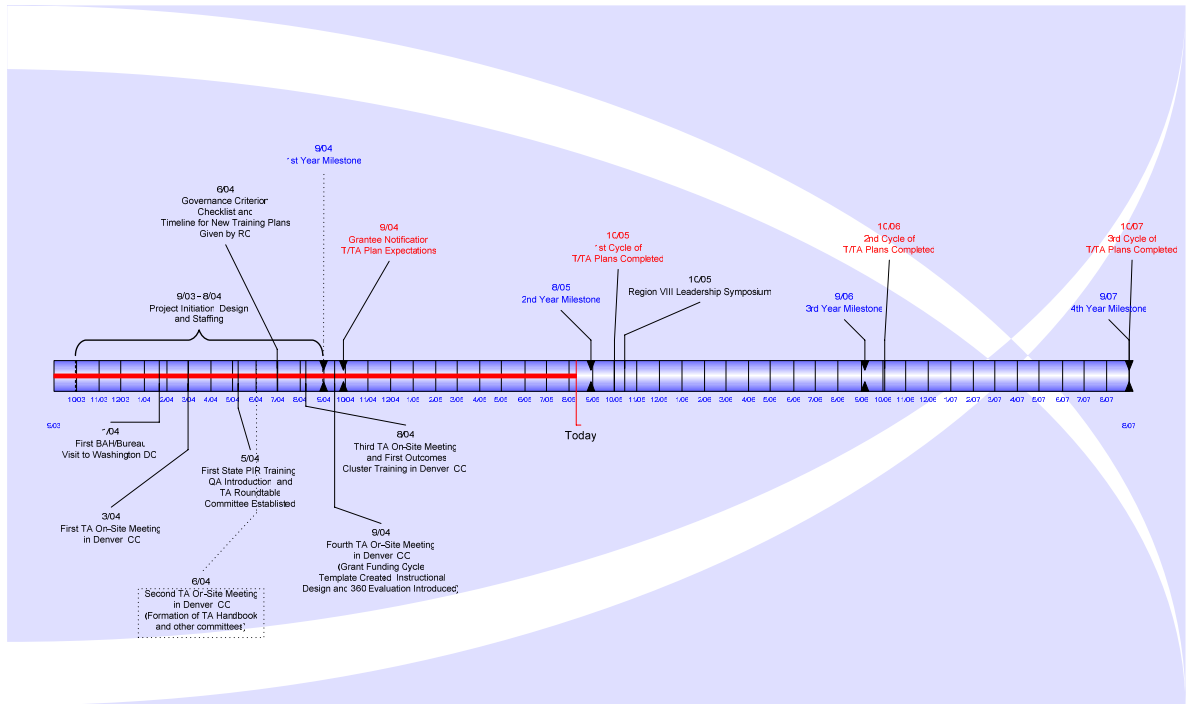 9/04
1st Year Milestone
6/04
Governance Criterion
Checklist and
Timeline for New Training Plans
Given by RO
9/04
Grantee Notification
T/TA Plan Expectations
10/05
1st Cycle of
T/TA Plans Completed
10/06
2nd Cycle of
T/TA Plans Completed
10/07
3rd Cycle of
T/TA Plans Completed
9/03 - 8/04
Project Initiation Design
and Staffing
8/05
2nd Year Milestone
10/05
Region VIII Leadership Symposium
9/06
3rd Year Milestone
9/07
4th Year Milestone
10/03 11/03 12/03 1/04 2/04 3/04 4/04 5/04 6/04 7/04 8/04 9/04 10/04 11/04 12/04 1/05 2/05 3/05 4/05 5/05 6/05 7/05 8/05 9/05 10/05 11/05 12/05 1/06 2/06 3/06 4/06 5/06 6/06 7/06 8/06 9/06 10/06 11/06 12/06 1/07 2/07 3/07 4/07 5/07 6/07 7/07 8/07
9/03
8/07
Today
1/04
First BAH/Bureau
Visit to Washington DC
8/04
Third TA On-Site Meeting
and First Outcomes
Cluster Training in Denver CO
5/04
First State PIR Training
QA Introduction and
TA Roundtable
Committee Established
3/04
First TA On-Site Meeting
in Denver CO
9/04
Fourth TA On-Site Meeting
in Denver CO
(Grant Funding Cycle
Template Created Instructional
Design and 360 Evaluation Introduced)
6/04
Second TA On-Site Meeting
in Denver CO
(Formation of TA Handbook
and other committees)